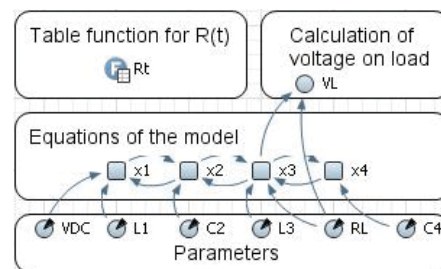 Table function for R(t)
Rt
Calculation of
voltage on load
VL
Equations of the model
x1 x2 x3 x4
VDC L1 C2 L3 RL C4
Parameters